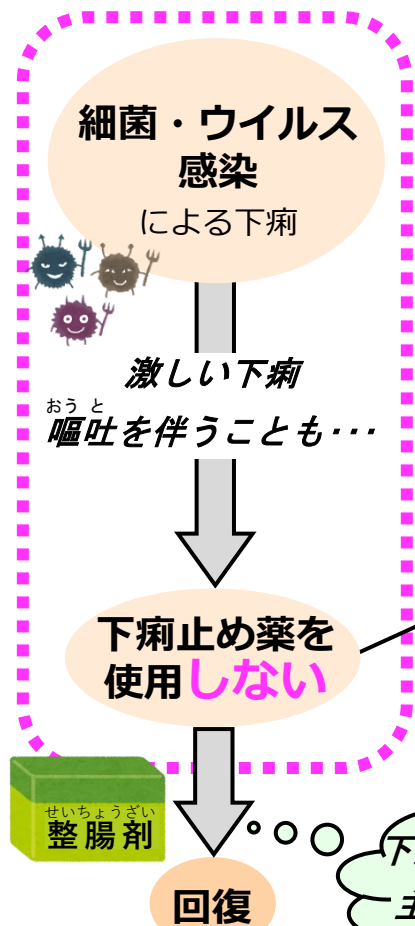 細菌・ウイルス
感染
による下痢
激しい下痢
おうと
嘔吐を伴うことも・・・
下痢止め薬を
使用しない
せいちょうざい
整腸剤
回復
下
主